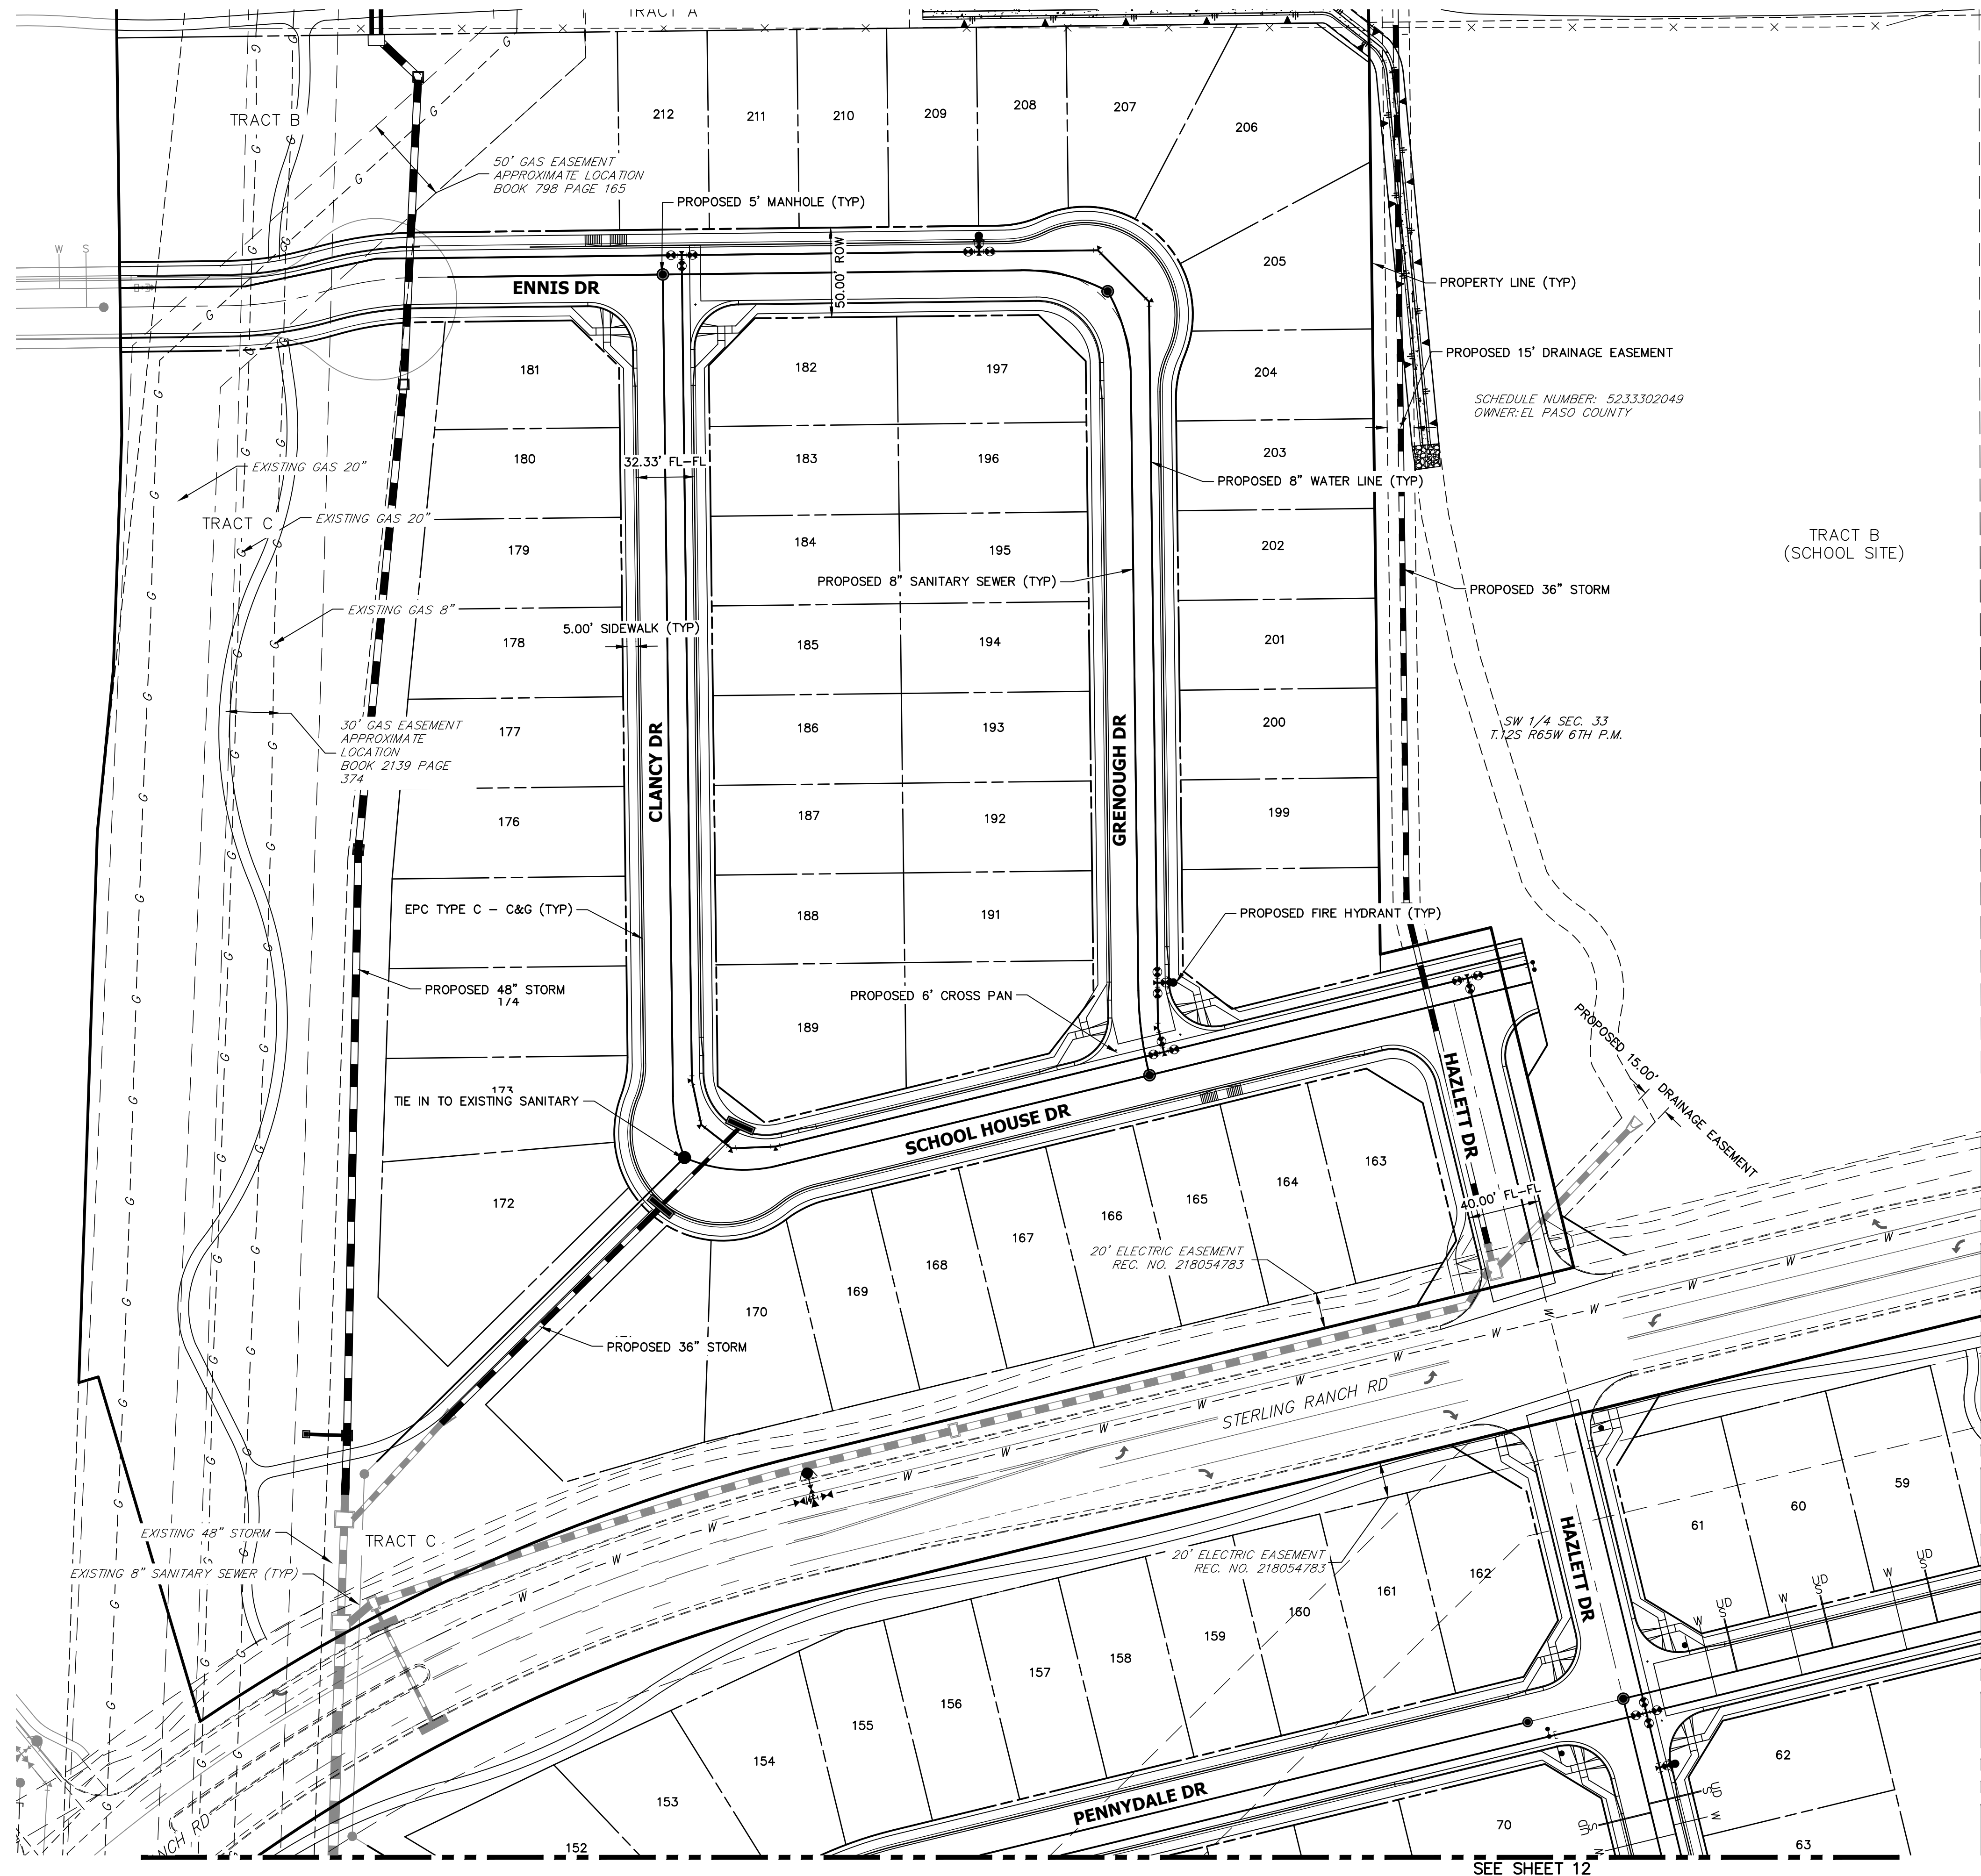 TRACT A
TRACT B
50' GAS EASEMENT
APPROXIMATE LOCATION
BOOK 798 PAGE 165
212
211
210
209
208
207
206
205
PROPOSED 5' MANHOLE (TYP)
50.00' ROW
W
S
ENNIS DR
PROPERTY LINE (TYP)
PROPOSED 15' DRAINAGE EASEMENT
SCHEDULE NUMBER: 5233302049
OWNER: EL PASO COUNTY
181
182
197
204
180
183
196
203
32.33' FL-FL
EXISTING GAS 20"
PROPOSED 8" WATER LINE (TYP)
TRACT C
EXISTING GAS 20"
179
184
195
202
TRACT B
(SCHOOL SITE)
PROPOSED 8" SANITARY SEWER (TYP)
PROPOSED 36" STORM
EXISTING GAS 8"
5.00' SIDEWALK (TYP)
178
185
194
201
30' GAS EASEMENT
APPROXIMATE
LOCATION
BOOK 2139 PAGE
374
177
186
193
200
SW 1/4 SEC. 33
T.12S R65W 6TH P.M.
CLANCY DR
GRENOUGH DR
176
187
192
199
EPC TYPE C - C&G (TYP)
188
191
PROPOSED FIRE HYDRANT (TYP)
PROPOSED 48" STORM
174
PROPOSED 6' CROSS PAN
189
PROPOSED 15.00' DRAINAGE EASEMENT
173
TIE IN TO EXISTING SANITARY
SCHOOL HOUSE DR
HAZLETT DR
40.00' FL-FL
172
163
164
165
166
167
168
169
170
20' ELECTRIC EASEMENT
REC. NO. 218054783
PROPOSED 36" STORM
STERLING RANCH RD
EXISTING 48" STORM
TRACT C
EXISTING 8" SANITARY SEWER (TYP)
20' ELECTRIC EASEMENT
REC. NO. 218054783
HAZLETT DR
59
60
61
162
161
160
159
158
157
156
155
154
153
152
W
UD
S
W
UD
S
W
UD
S
62
63
70
UD
S
W
UD
S
PENNYDALE DR
NCH RD
SEE SHEET 12